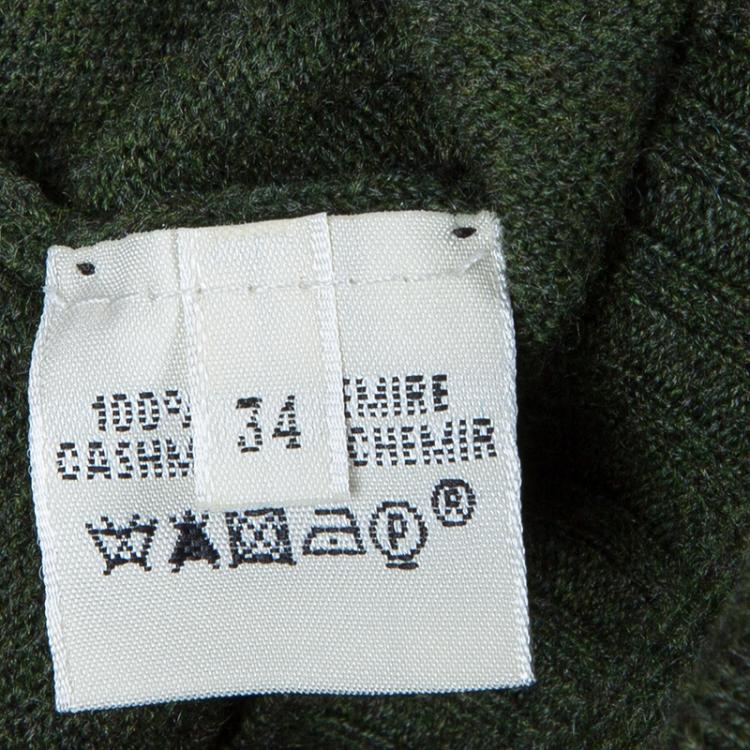 100%
EMIRE
34
CASHM
CHEMIR
P ®